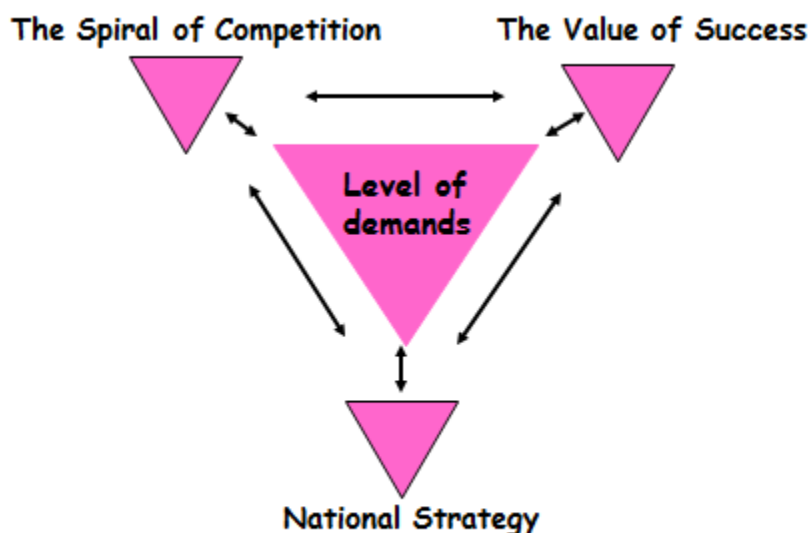 The Spiral of Competition
The Value of Success
Level of
demands
National Strategy